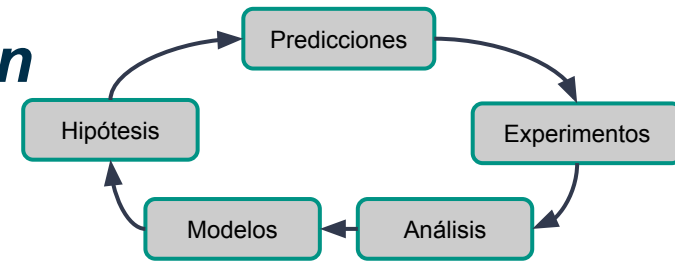 n
Predicciones
Hipótesis
Experimentos
Modelos
Análisis